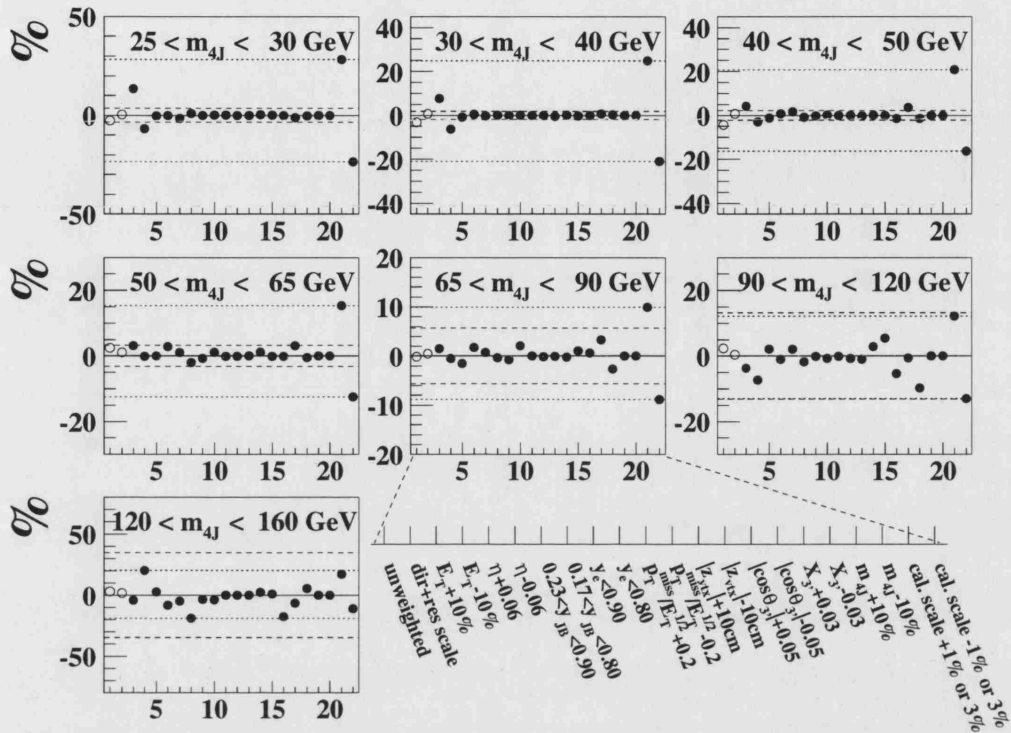 %
25 < m4J < 30 GeV
50
0
-50
5 10 15 20
30 < m4J < 40 GeV
40
20
0
-20
-40
5 10 15 20
40 < m4J < 50 GeV
40
20
0
-20
-40
5 10 15 20
%
50 < m4J < 65 GeV
20
0
-20
5 10 15 20
65 < m4J < 90 GeV
20
10
0
-10
20
5 10 15 20
90 < m4J < 120 GeV
20
0
-20
5 10 15 20
%
120 < m4J < 160 GeV
50
0
-50
5 10 15 20
unweighted
dir+res scale
ET+10%
ET-10%
η+0.06
η-0.06
0.23<yJB<0.90
0.17<yJB<0.80
ye<0.90
ye<0.80
pTmiss/ET1/2+0.2
pTmiss/ET1/2-0.2
|zvtx|+10cm
|zvtx|-10cm
|cosθ3'|+0.05
|cosθ3'|-0.05
X3'+0.03
X3'-0.03
m4J+10%
m4J-10%
cal. scale +1% or 3%
cal. scale -1% or 3%